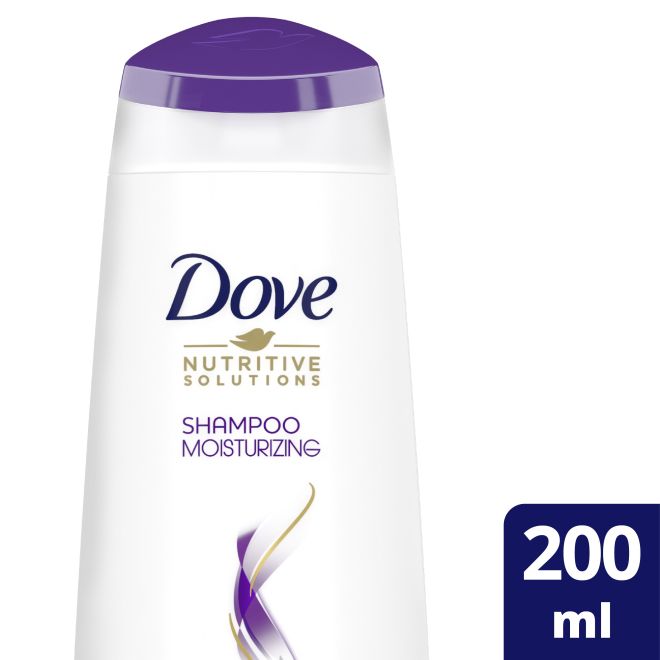 Dove
NUTRITIVE
SOLUTIONS
SHAMPOO
MOISTURIZING
200
ml